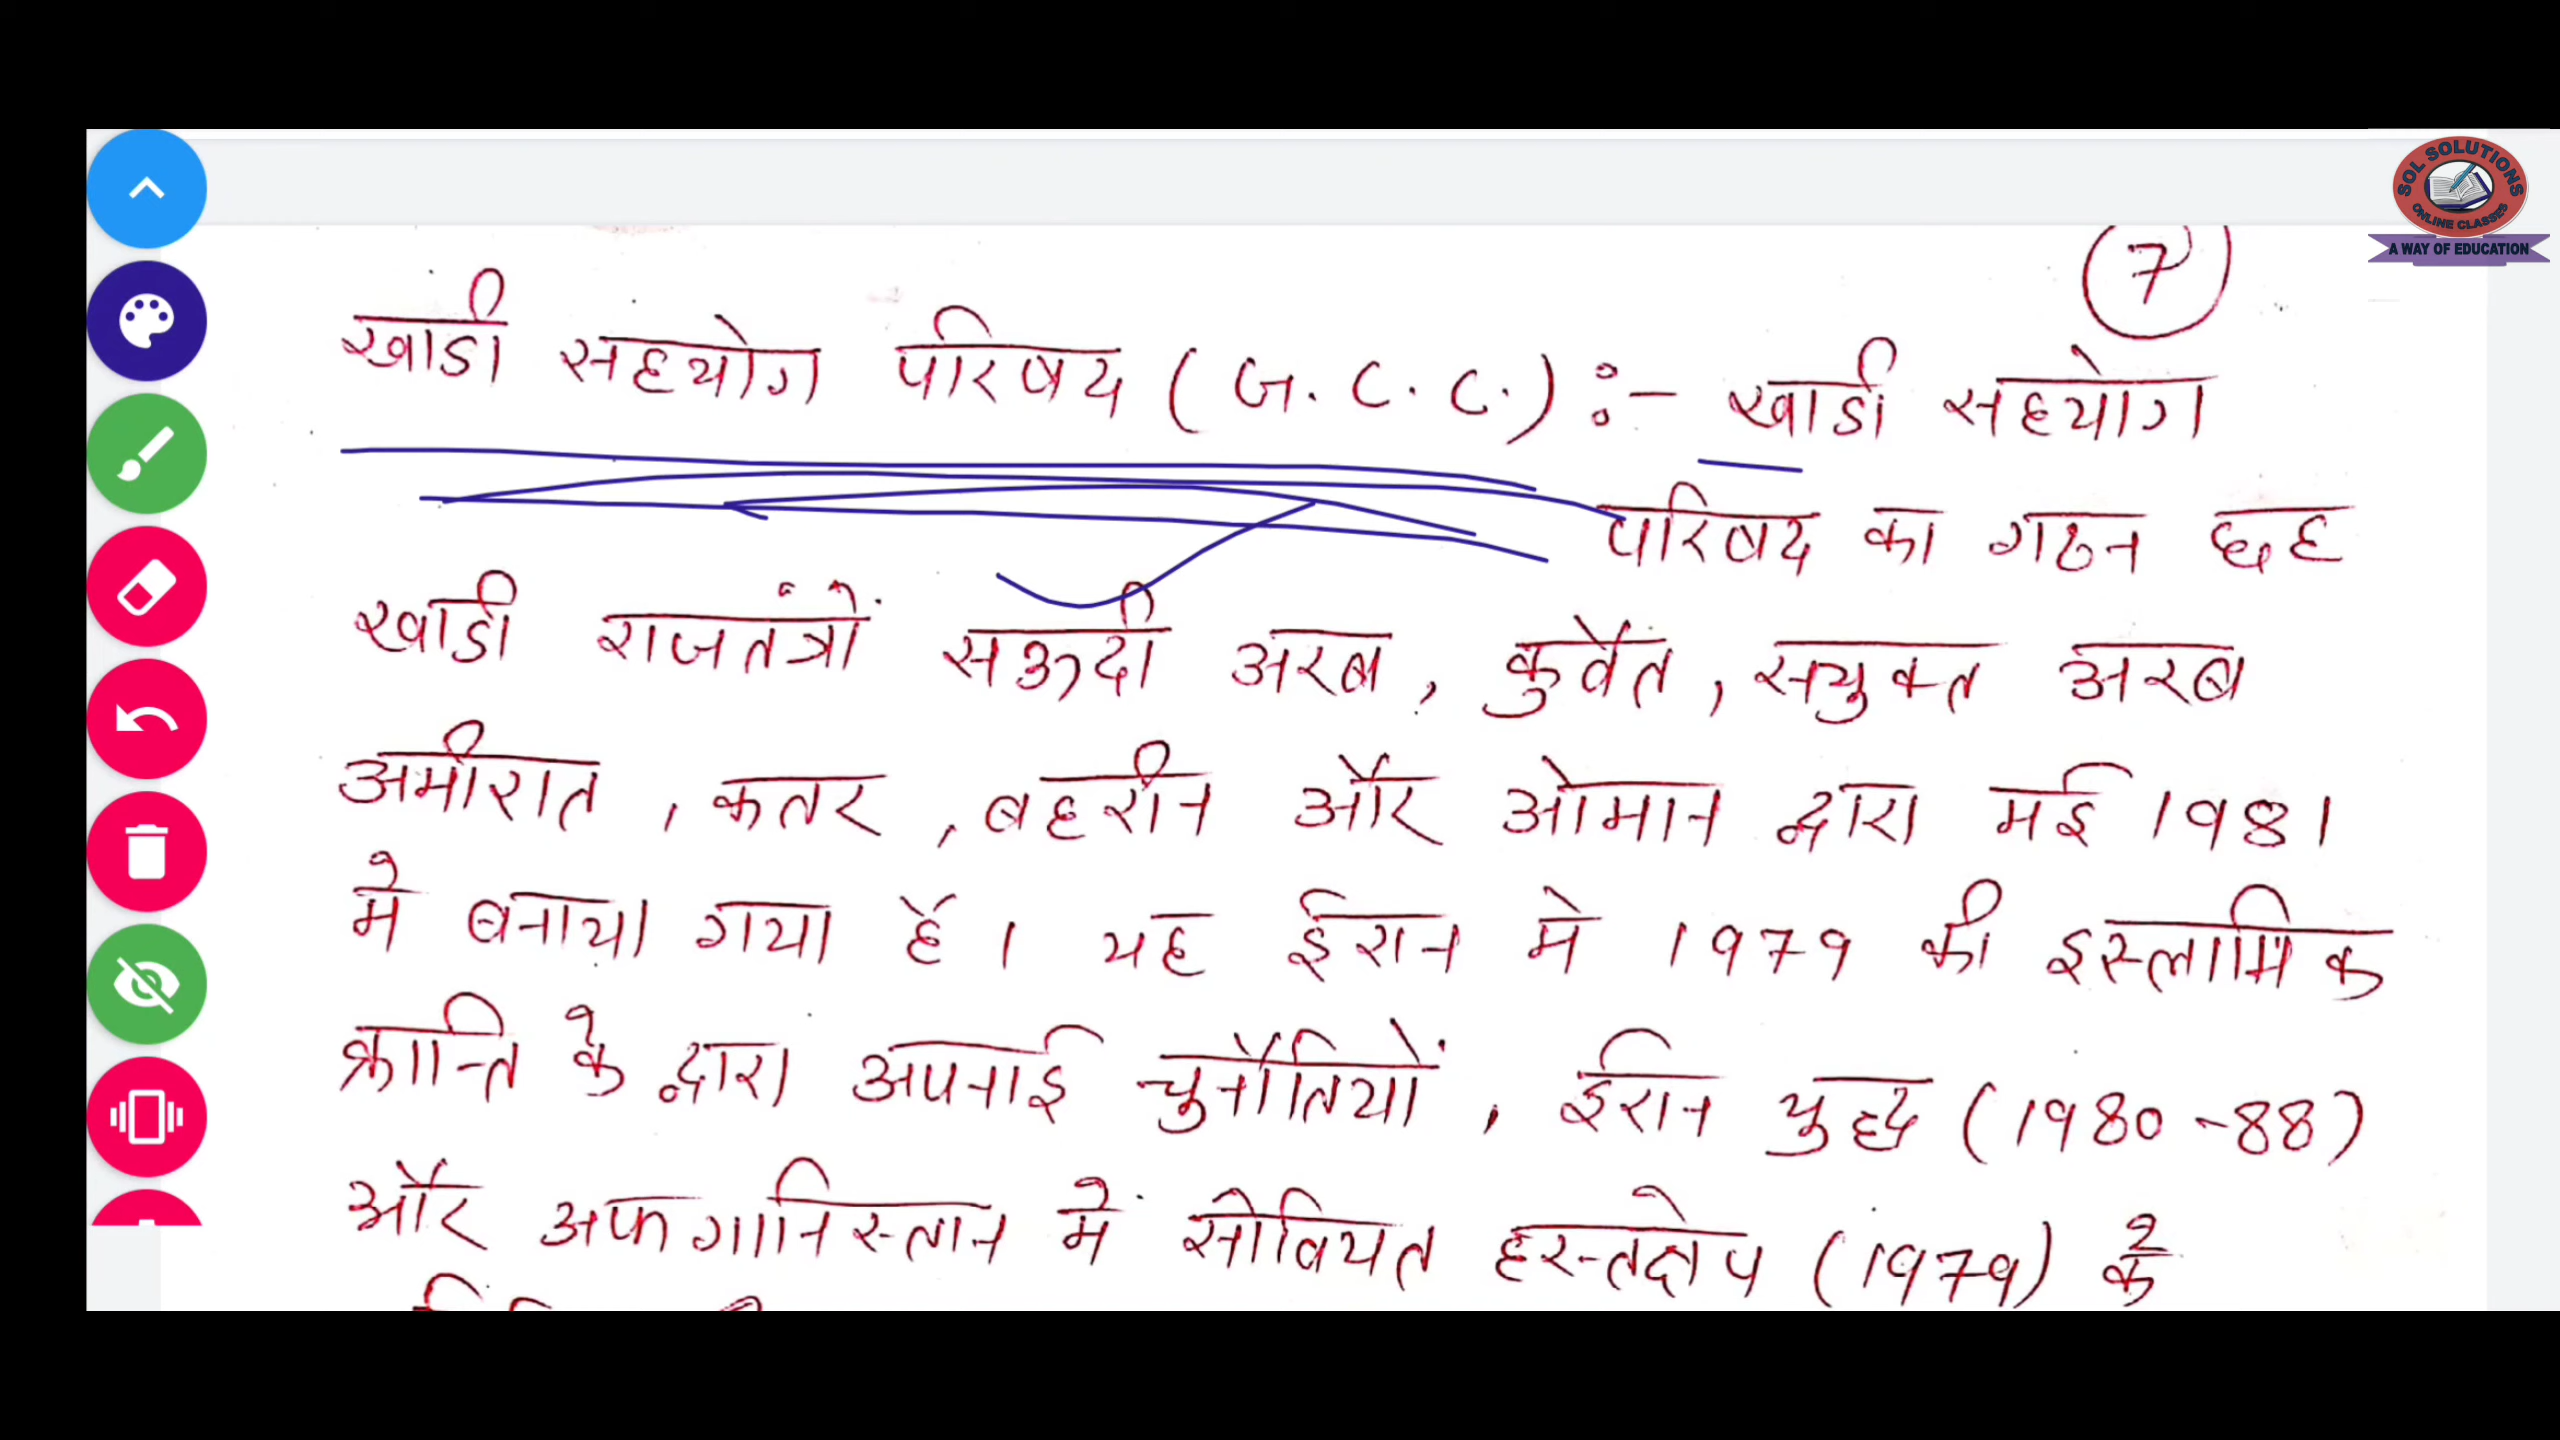 SOL SOLUTIONS
ONLINE CLASSES
A WAY OF EDUCATION
7
खाडी सहयोग परिषद (G.C.C.) :- खाडी सहयोग
परिषद का गठन छह
खाडी राजतंत्रों सऊदी अरब, कुवैत, सयुक्त अरब
अमीरात, कतर, बहरीन और ओमान द्वारा मई 1981
मे बनाया गया हैं। यह ईरान मे 1979 की इस्लामिक
क्रान्ति के द्वारा अपनाई चुनौतियों, ईरान युद्ध (1980-88)
और अफगानिस्तान में सोवियत हस्तक्षेप (1979) के